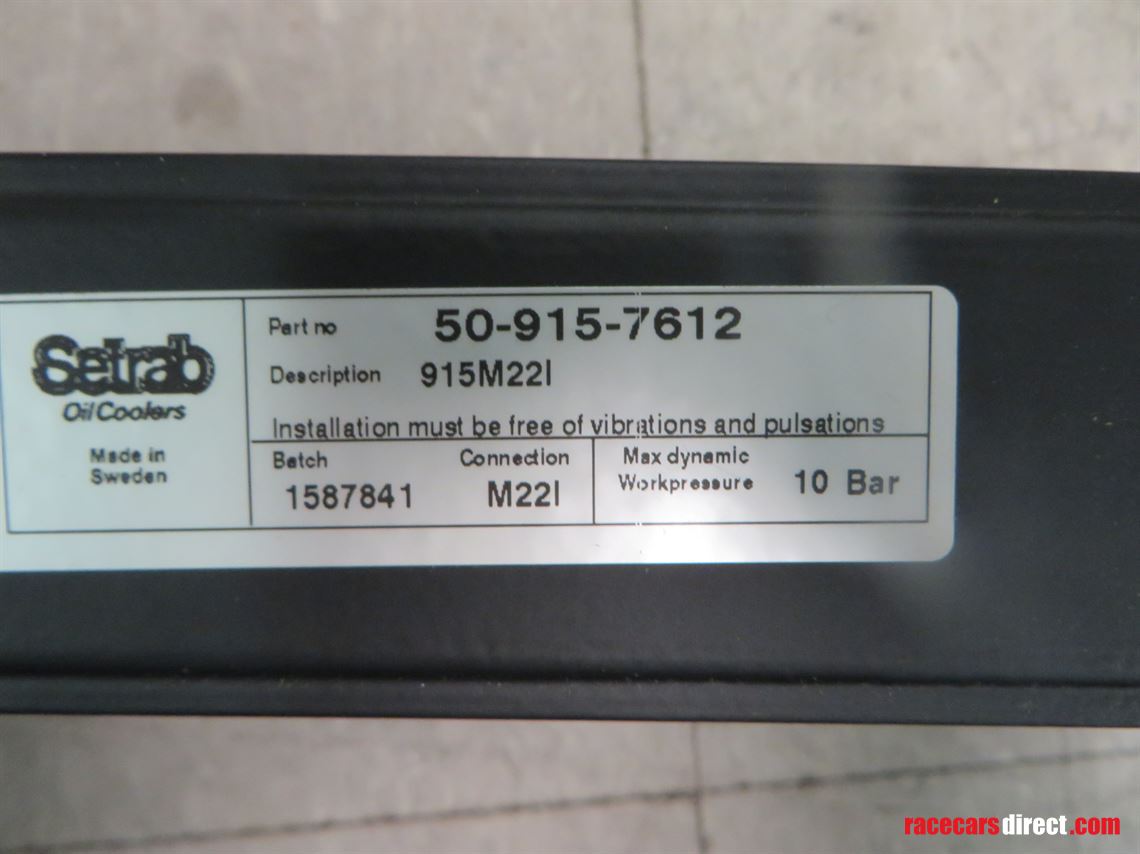 Setrab
Oil Coolers
Made in
Sweden
Part no 50-915-7612
Description 915M22I
Installation must be free of vibrations and pulsations
Batch Connection
1587841 M22I
Max dynamic
Workpressure 10 Bar
racecarsdirect.com